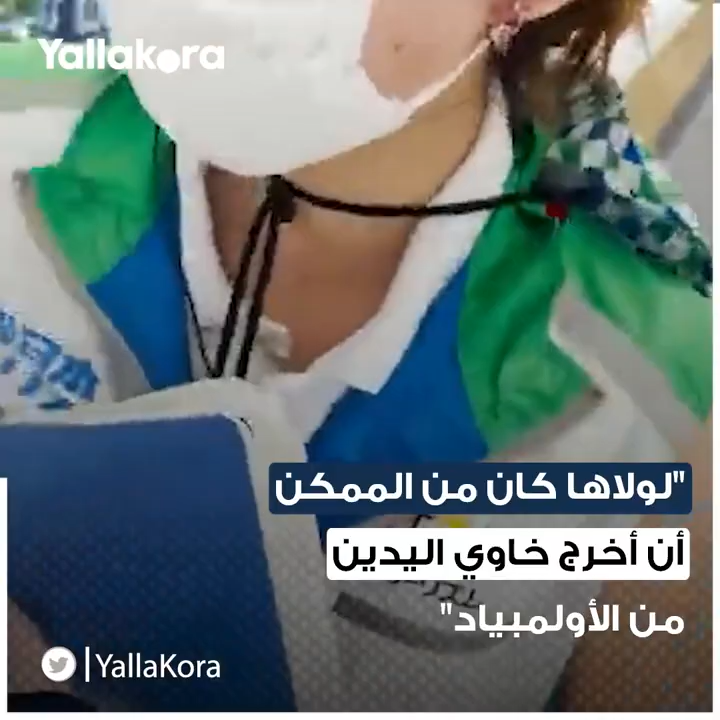 Yallakora
"لولاها كان من الممكن
أن أخرج خاوي اليدين
من الأولمبياد"
YallaKora